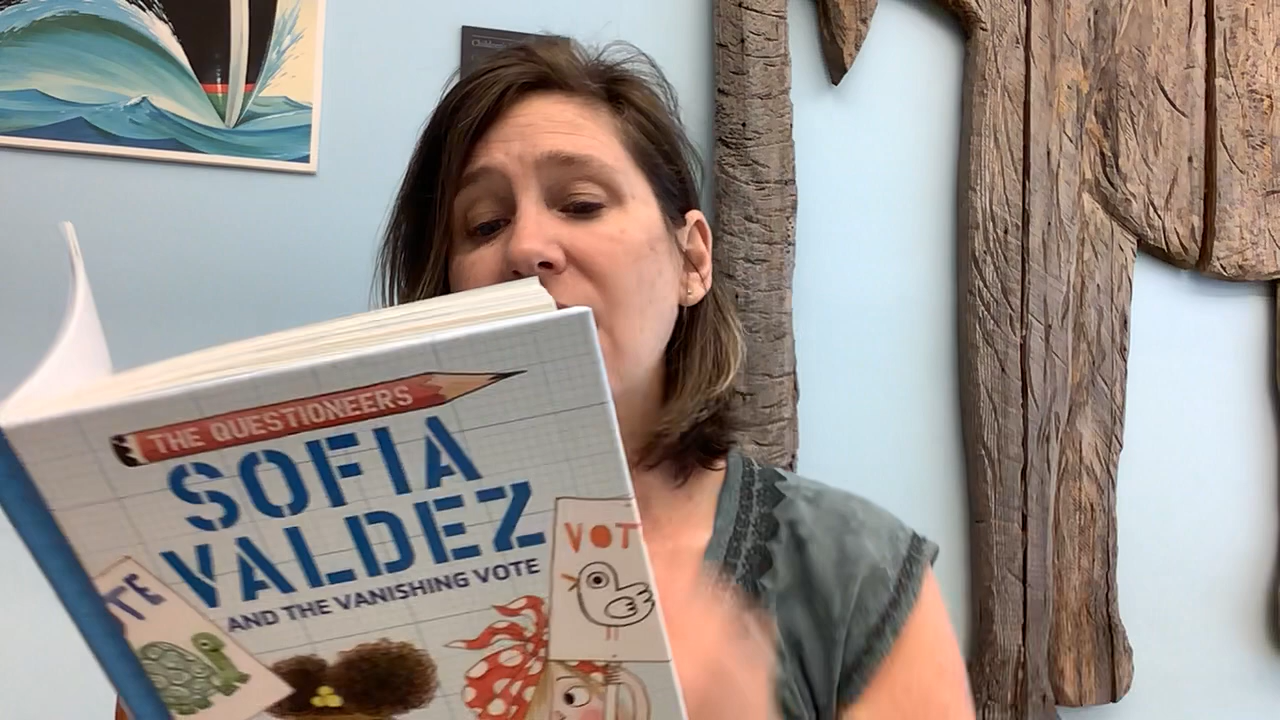 THE QUESTIONEERS
SOFIA
VALDEZ
AND THE VANISHING VOTE
VOT
TE